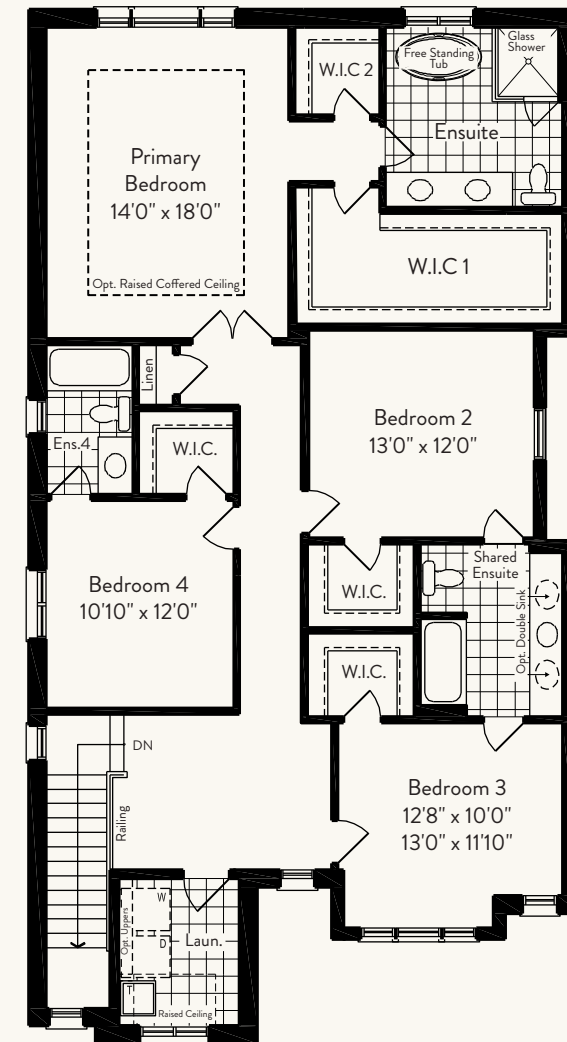 Glass
Shower
Free Standing
Tub
W.I.C 2
Ensuite
Primary
Bedroom
14'0" x 18'0"
Opt. Raised Coffered Ceiling
W.I.C 1
Linen
Bedroom 2
13'0" x 12'0"
Ens.4
W.I.C.
Shared
Ensuite
Bedroom 4
10'10" x 12'0"
W.I.C.
Opt. Double Sink
W.I.C.
DN
Railing
Bedroom 3
12'8" x 10'0"
13'0" x 11'10"
W
Opt. Uppers
D
Laun.
T
Raised Ceiling